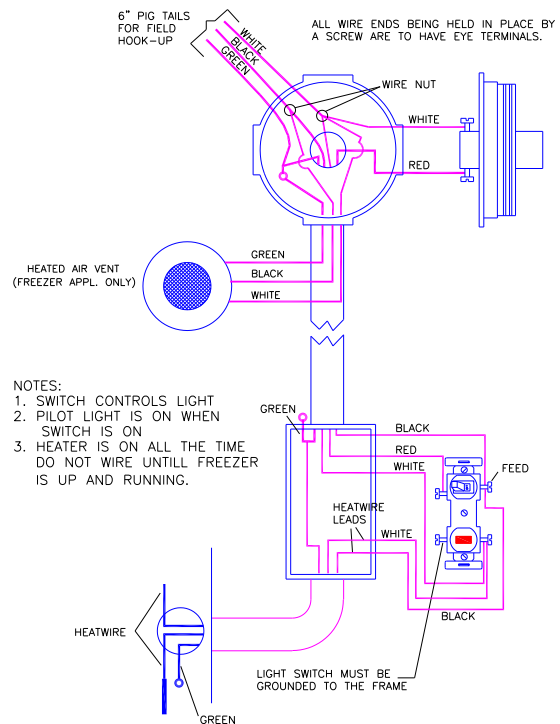 6" PIG TAILS
FOR FIELD
HOOK-UP
ALL WIRE ENDS BEING HELD IN PLACE BY
A SCREW ARE TO HAVE EYE TERMINALS.
WHITE
BLACK
GREEN
WIRE NUT
WHITE
RED
GREEN
BLACK
WHITE
HEATED AIR VENT
(FREEZER APPL. ONLY)
NOTES:
1. SWITCH CONTROLS LIGHT
2. PILOT LIGHT IS ON WHEN
SWITCH IS ON
3. HEATER IS ON ALL THE TIME
DO NOT WIRE UNTILL FREEZER
IS UP AND RUNNING.
GREEN
BLACK
RED
WHITE
FEED
HEATWIRE
LEADS
WHITE
BLACK
HEATWIRE
GREEN
LIGHT SWITCH MUST BE
GROUNDED TO THE FRAME